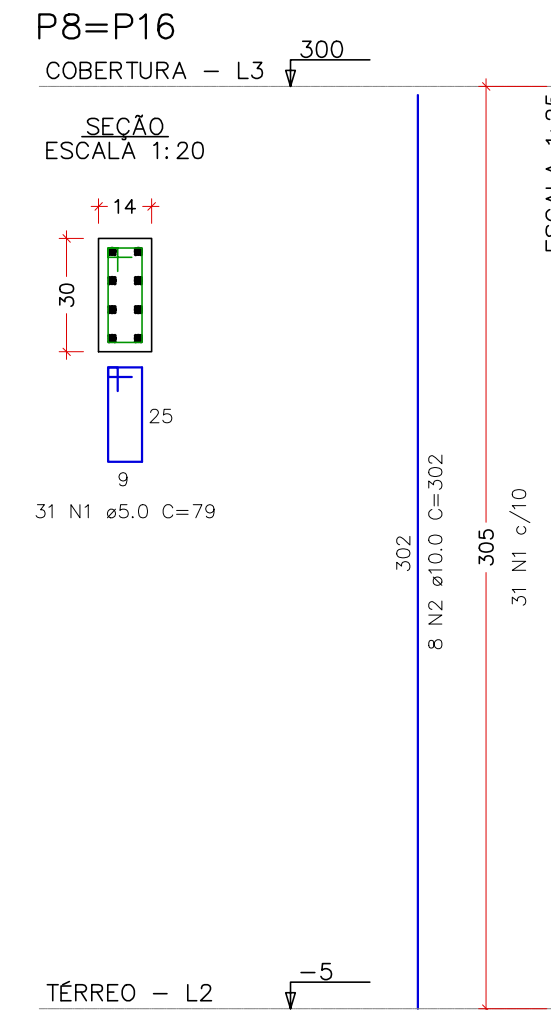 P8=P16
300
COBERTURA – L3
SEÇÃO
ESCALA 1:20
14
30
25
9
31 N1 ø5.0 C=79
302
8 N2 ø10.0 C=302
305
31 N1 c/10
-5
TÉRREO – L2